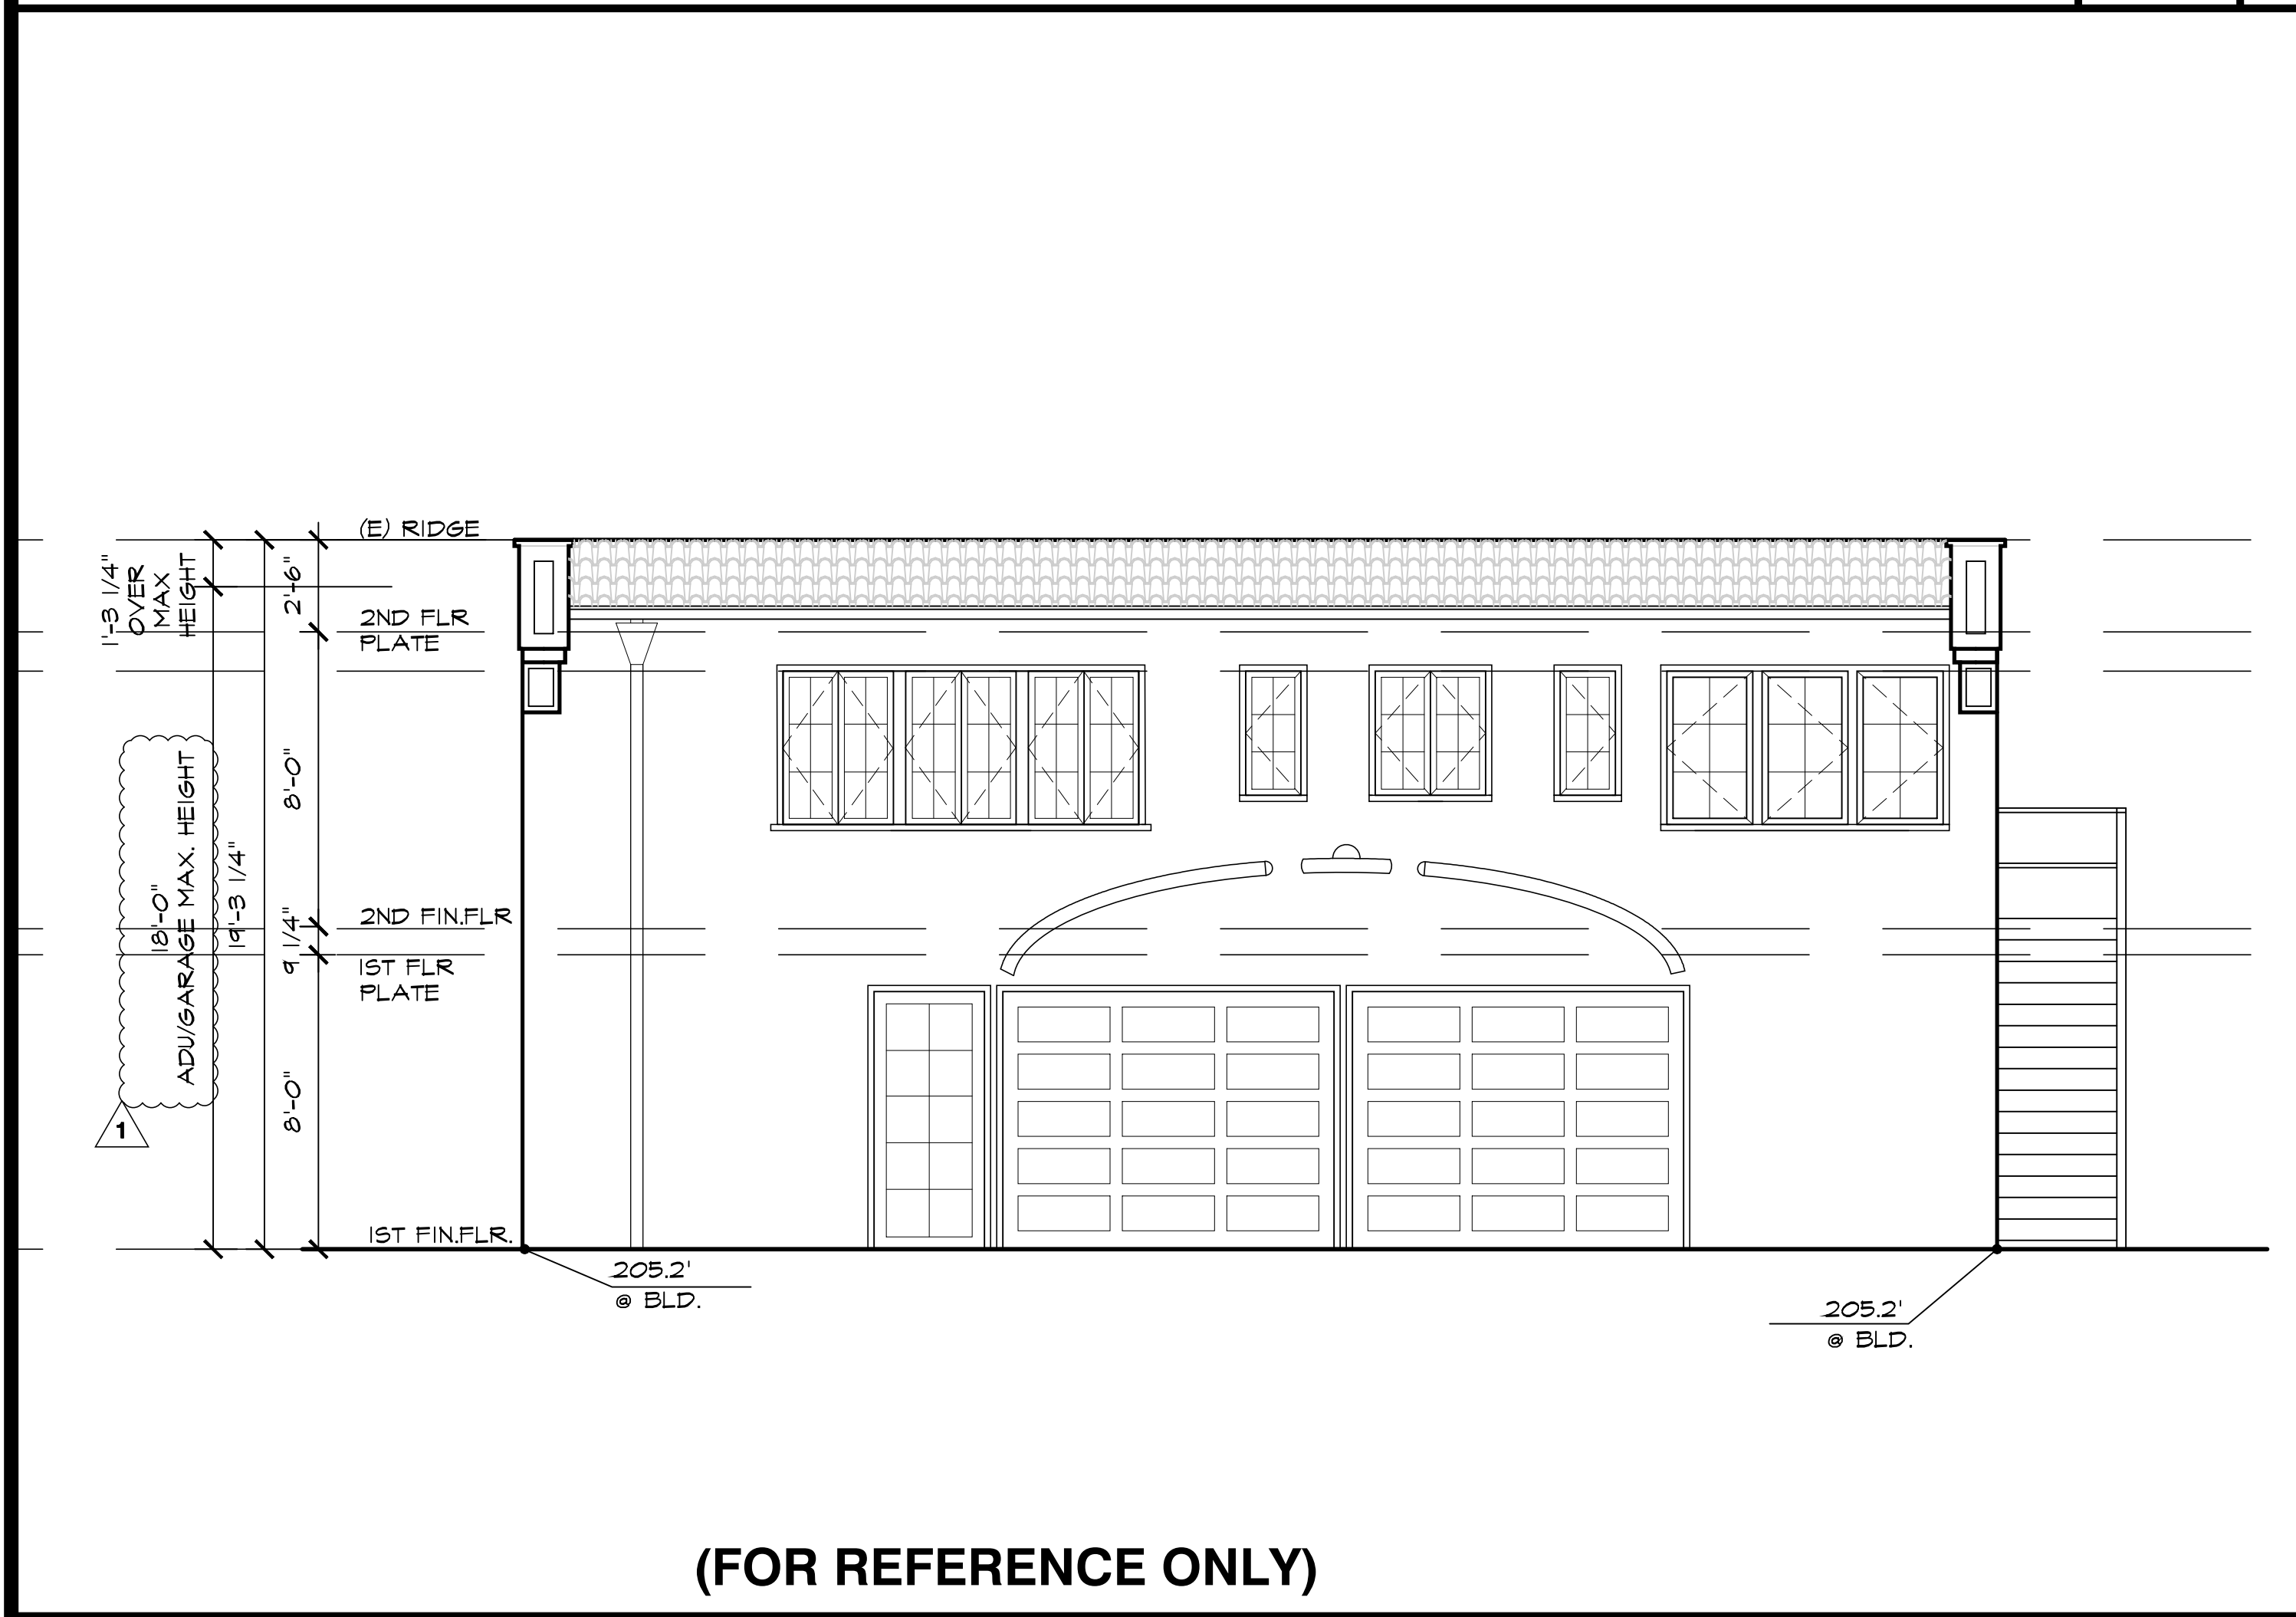 (E) RIDGE
1'-3 1/4"
OVER
MAX
HEIGHT
2'-6"
2ND FLR
PLATE
8'-0"
18'-0"
ADU/GARAGE MAX. HEIGHT
19'-3 1/4"
2ND FIN.FLR
9 1/4"
1ST FLR
PLATE
8'-0"
1
1ST FIN.FLR.
205.2'
@ BLD.
205.2'
@ BLD.
(FOR REFERENCE ONLY)